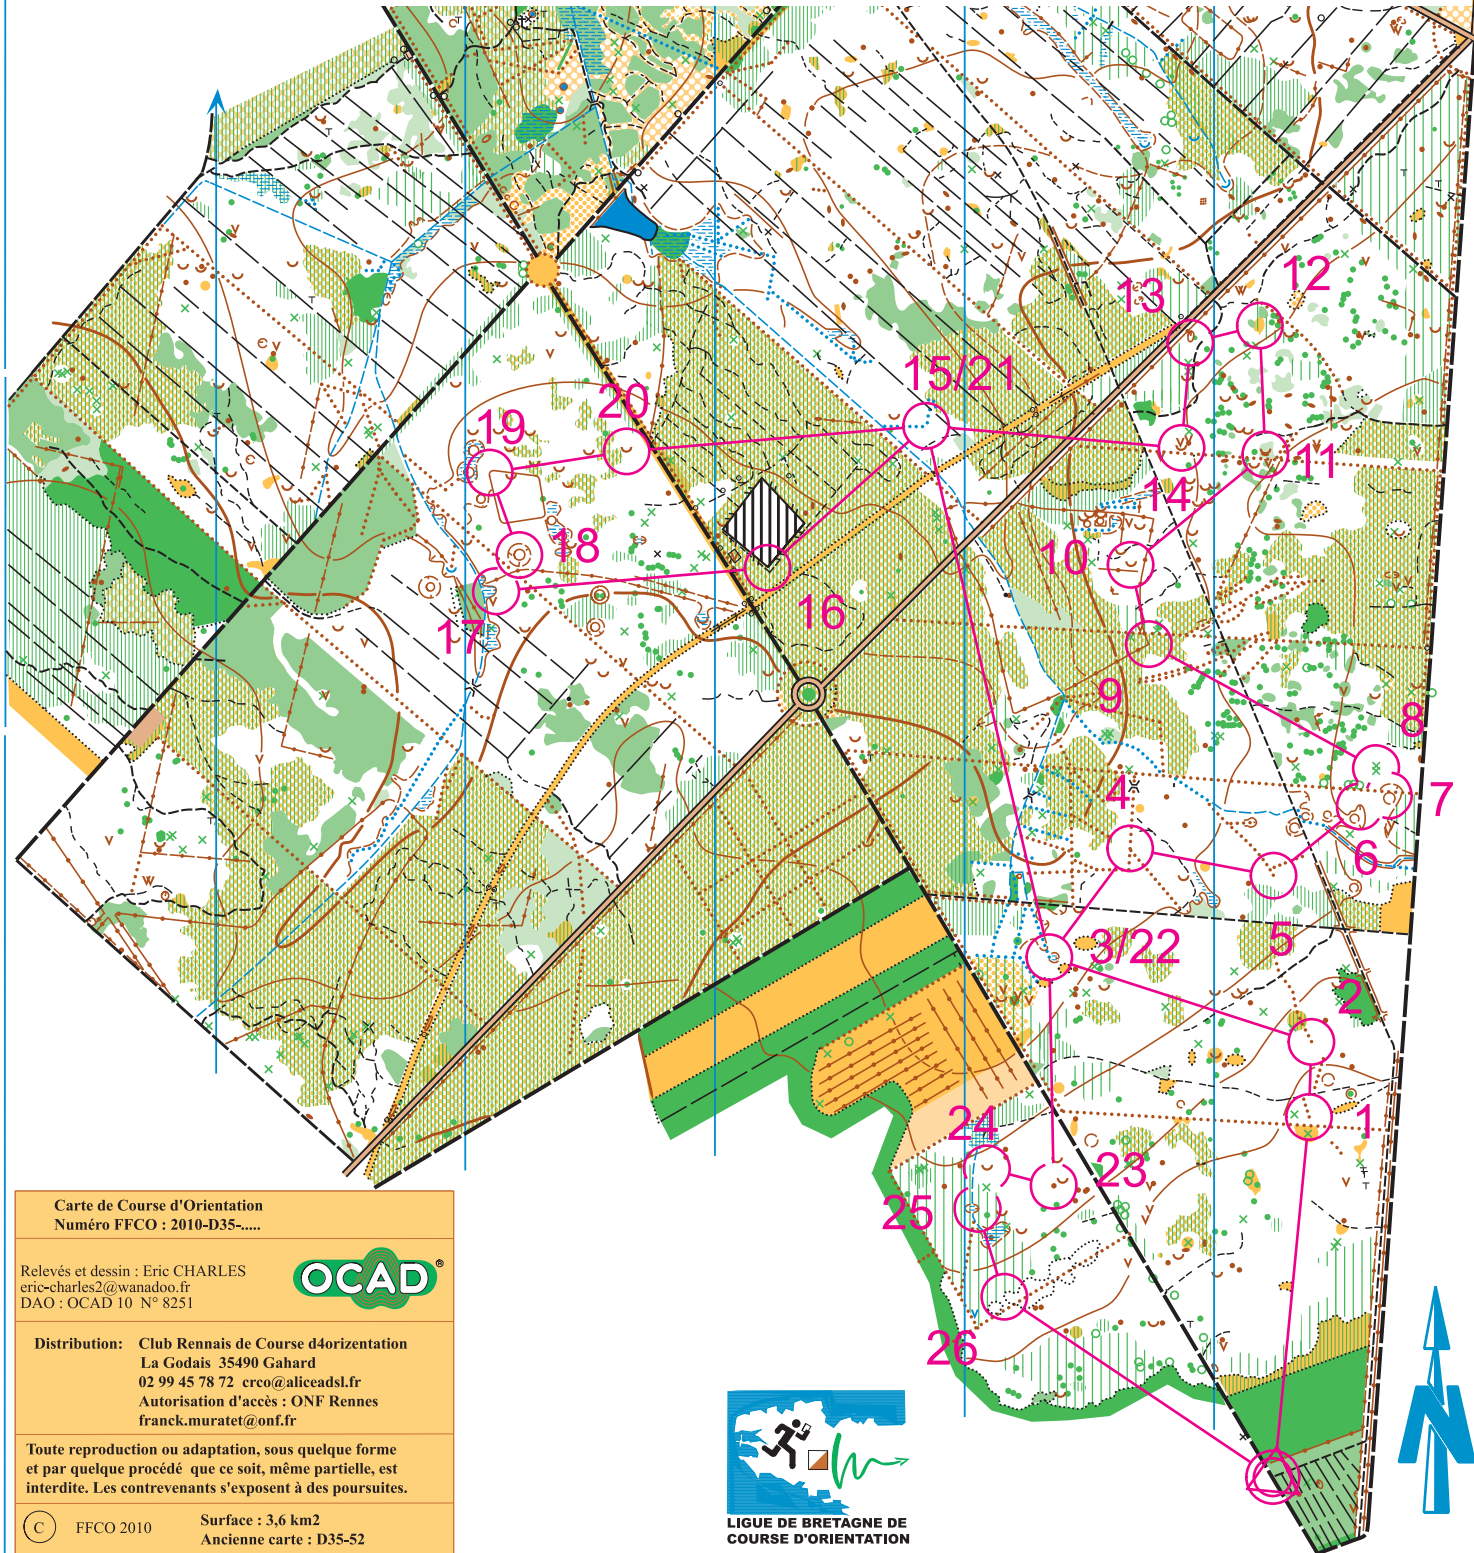 12
13
15/21
20
19
11
14
18
10
16
17
9
8
4
7
6
3/22
5
2
24
1
23
25
26
Carte de Course d'Orientation
Numéro FFCO : 2010-D35-.....
Relevés et dessin : Eric CHARLES
eric-charles2@wanadoo.fr
DAO : OCAD 10 N° 8251
OCAD®
Distribution: Club Rennais de Course d4orizentation
La Godais 35490 Gahard
02 99 45 78 72 crco@aliceadsl.fr
Autorisation d'accès : ONF Rennes
franck.muratet@onf.fr
Toute reproduction ou adaptation, sous quelque forme
et par quelque procédé que ce soit, même partielle, est
interdite. Les contrevenants s'exposent à des poursuites.
C FFCO 2010
Surface : 3,6 km2
Ancienne carte : D35-52
LIGUE DE BRETAGNE DE
COURSE D'ORIENTATION
N